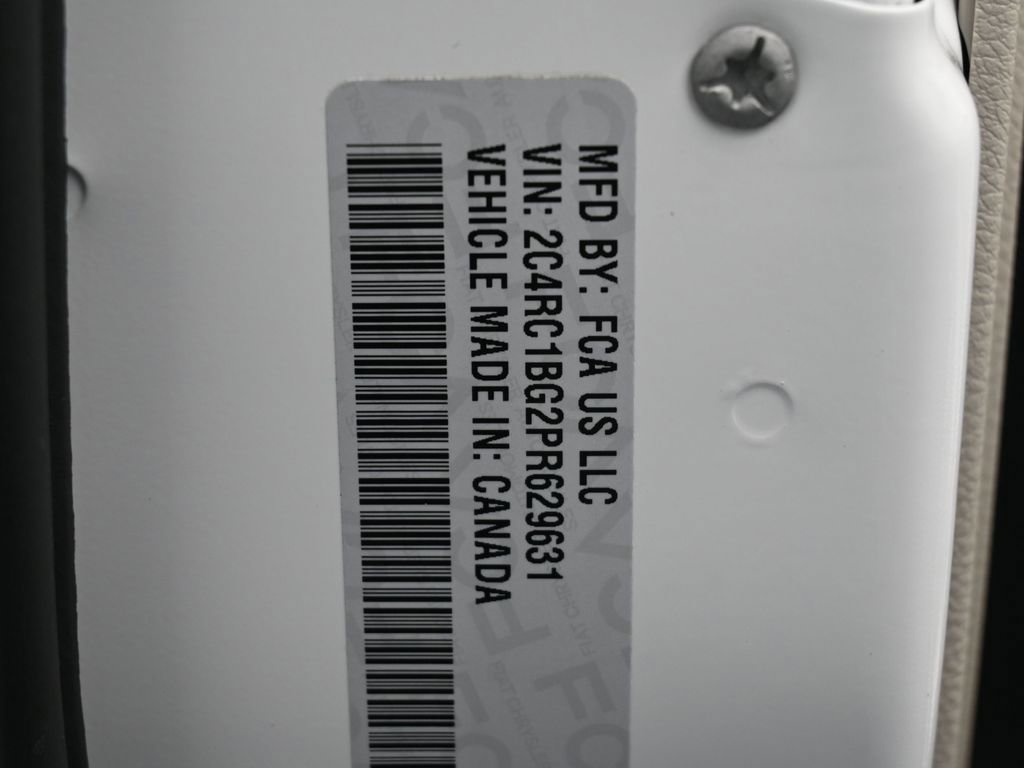 MFD BY: FCA US LLC
VIN: 2C4RC1BG2PR629631
VEHICLE MADE IN: CANADA